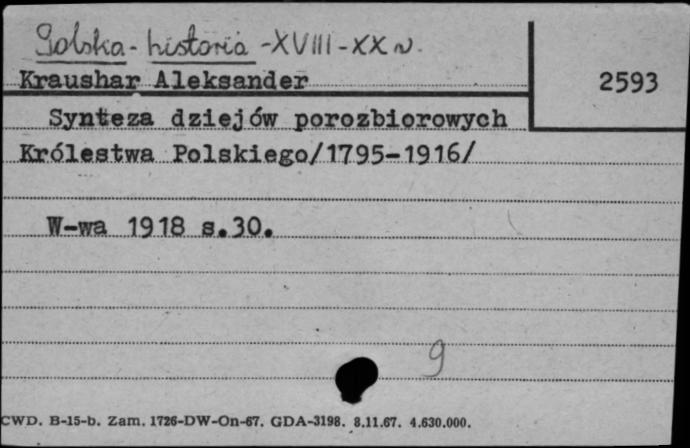 Polska - historia - XVIII - XX w.
Kraushar Aleksander
2593
Synteza dziejów porozbiorowych
Królestwa Polskiego/1795-1916/
W-wa 1918 s.30.
9
CWD. B-15-b. Zam. 1726-DW-On-67. GDA-3198. 8.11.67. 4.630.000.